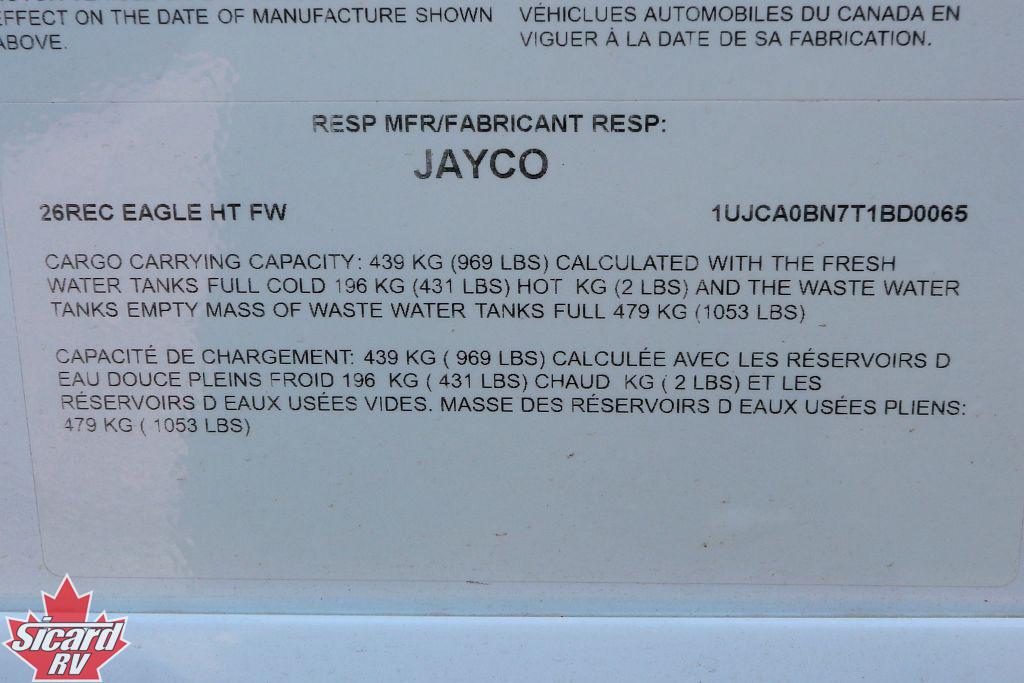 EFFECT ON THE DATE OF MANUFACTURE SHOWN
ABOVE.
VÉHICLUES AUTOMOBILES DU CANADA EN
VIGUER À LA DATE DE SA FABRICATION.
RESP MFR/FABRICANT RESP:
JAYCO
26REC EAGLE HT FW 1UJCA0BN7T1BD0065
CARGO CARRYING CAPACITY: 439 KG (969 LBS) CALCULATED WITH THE FRESH
WATER TANKS FULL COLD 196 KG (431 LBS) HOT KG (2 LBS) AND THE WASTE WATER
TANKS EMPTY MASS OF WASTE WATER TANKS FULL 479 KG (1053 LBS)
CAPACITÉ DE CHARGEMENT: 439 KG ( 969 LBS) CALCULÉE AVEC LES RÉSERVOIRS D
EAU DOUCE PLEINS FROID 196 KG ( 431 LBS) CHAUD KG ( 2 LBS) ET LES
RÉSERVOIRS D EAUX USÉES VIDES. MASSE DES RÉSERVOIRS D EAUX USÉES PLIENS:
479 KG ( 1053 LBS)
Sicard
RV